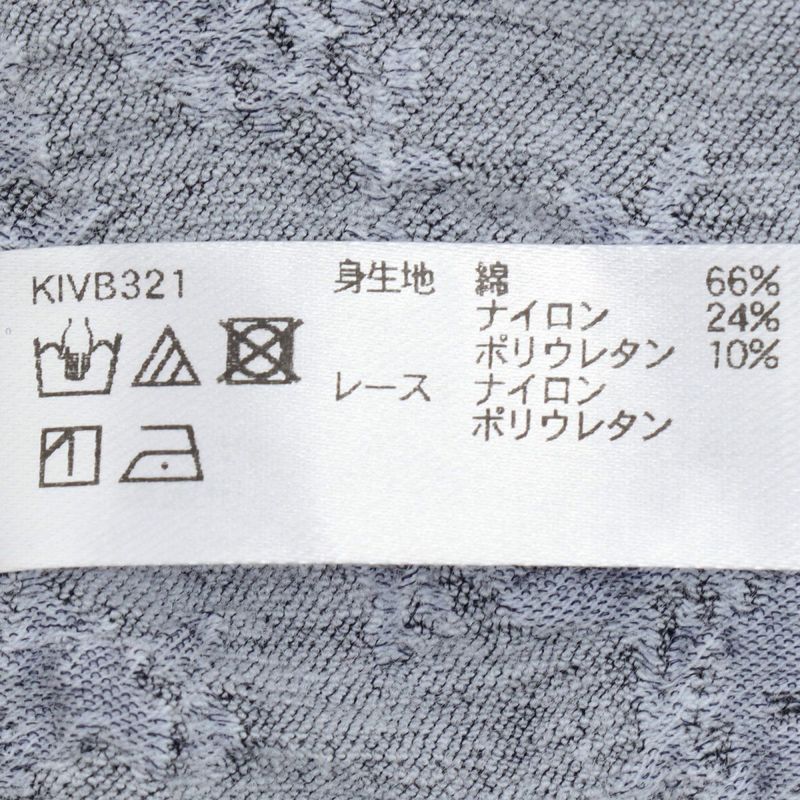 KIVB321
身生地 綿 66%
ナイロン 24%
ポリウレタン 10%
レース ナイロン
ポリウレタン